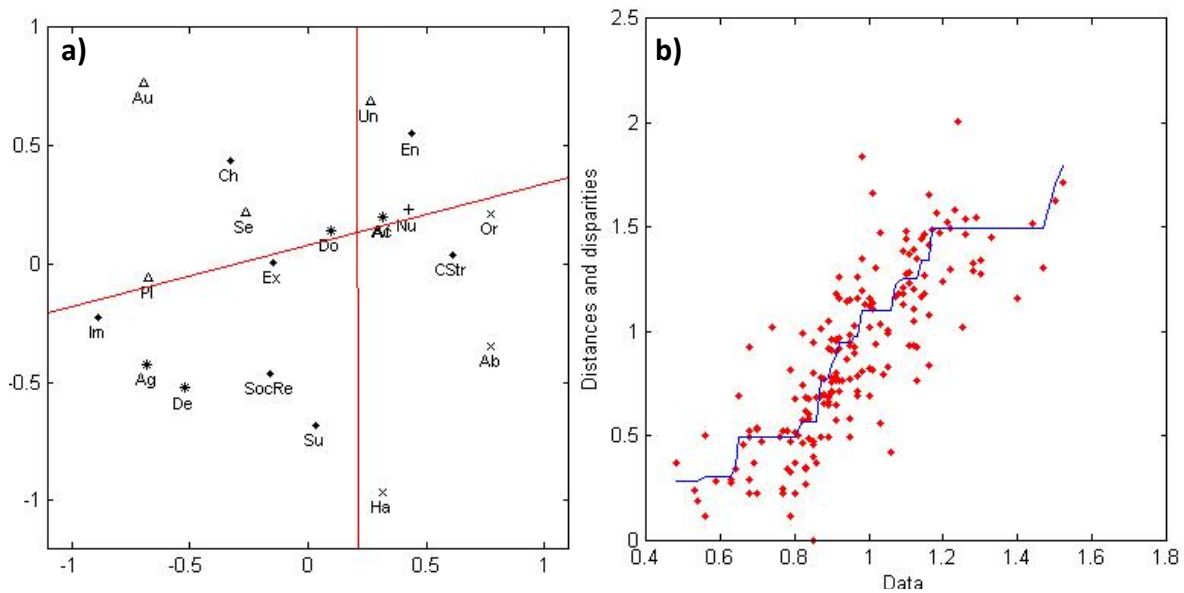 a)
1
0.5
0
-0.5
-1
-1
-0.5
0
0.5
1
Au
Un
En
Ch
Se
Do
Nu
Or
CStr
Ex
Pl
Im
Ag
De
SocRe
Su
Ab
Ha
b)
2.5
2
1.5
1
0.5
0
0.4
0.6
0.8
1
1.2
1.4
1.6
1.8
Distances and disparities
Data